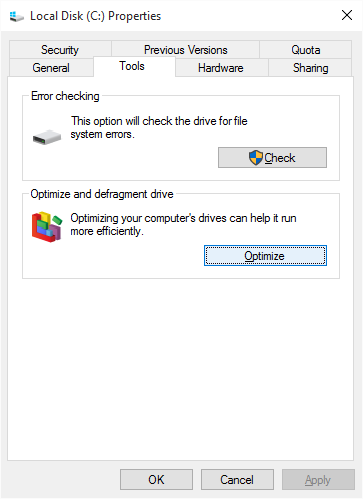 Local Disk (C:) Properties
Security
Previous Versions
Quota
General
Tools
Hardware
Sharing
Error checking
This option will check the drive for file
system errors.
Check
Optimize and defragment drive
Optimizing your computer's drives can help it run
more efficiently.
Optimize
OK
Cancel
Apply